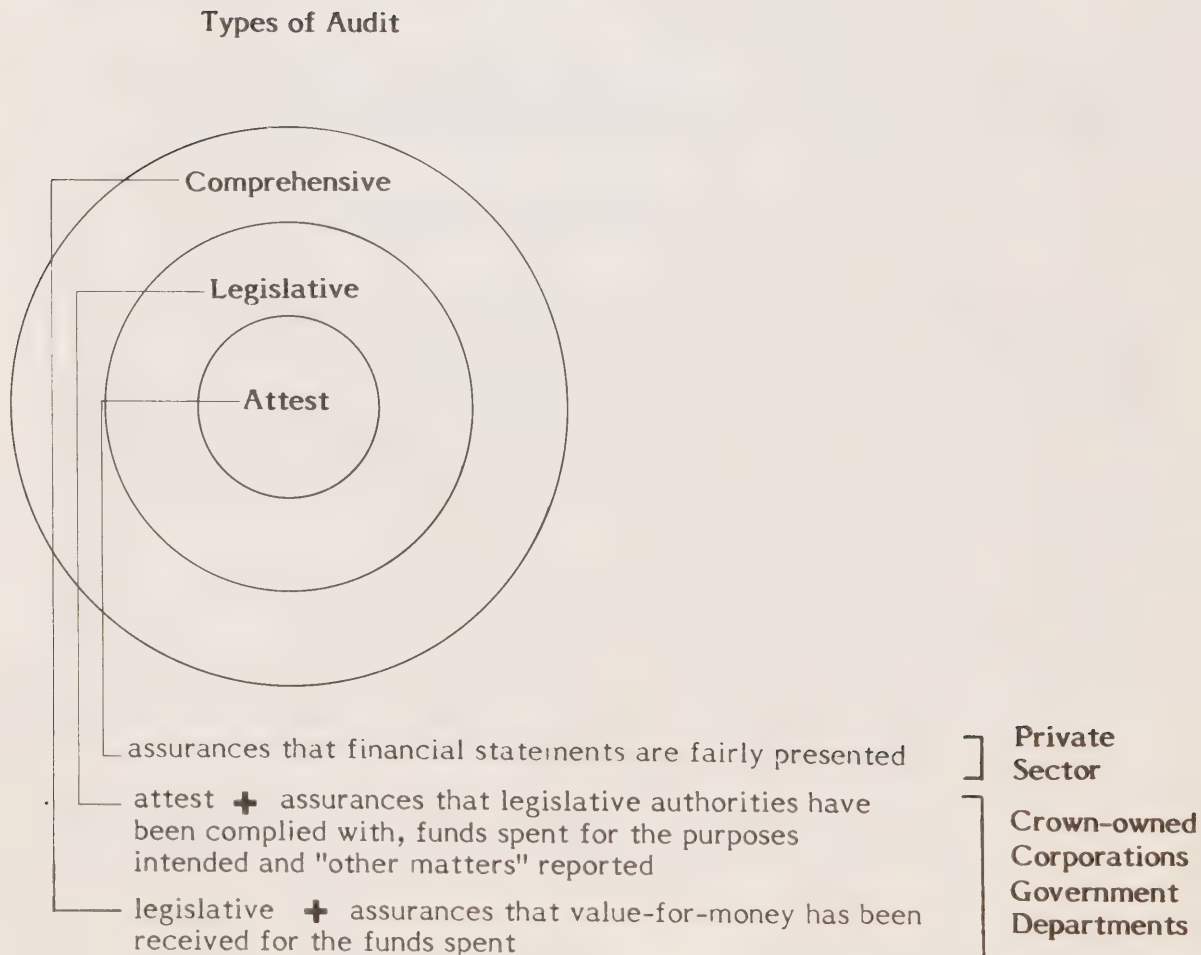 Types of Audit
Comprehensive
Legislative
Attest
assurances that financial statements are fairly presented
Private
Sector
attest + assurances that legislative authorities have
been complied with, funds spent for the purposes
intended and "other matters" reported
legislative + assurances that value-for-money has been
received for the funds spent
Crown-owned
Corporations
Government
Departments